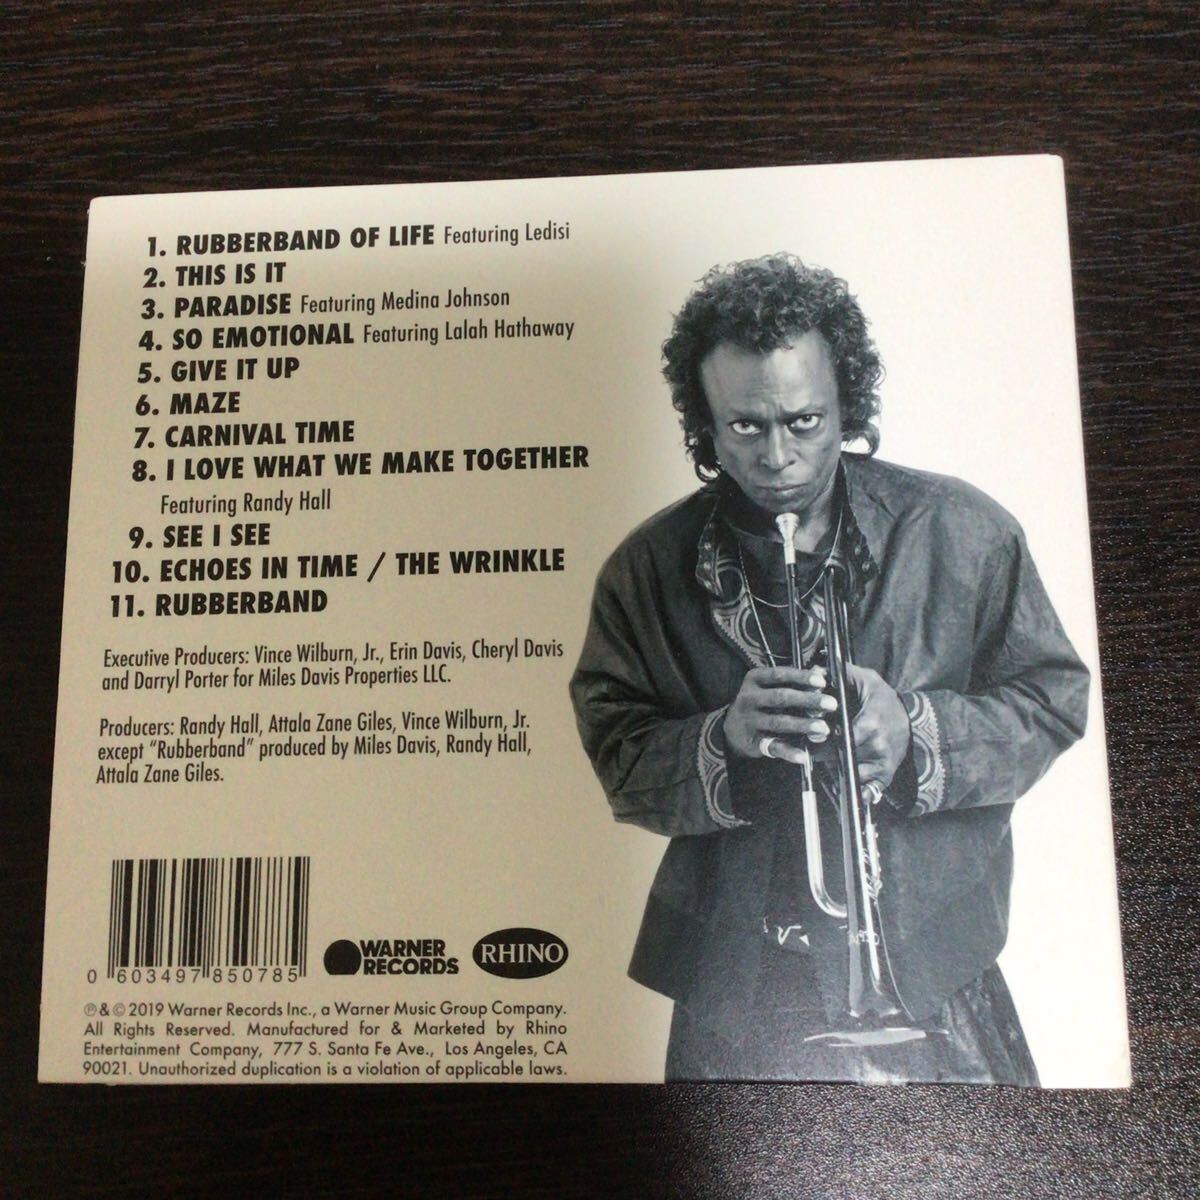 1. RUBBERBAND OF LIFE Featuring Ledisi
2. THIS IS IT
3. PARADISE Featuring Medina Johnson
4. SO EMOTIONAL Featuring Lalah Hathaway
5. GIVE IT UP
6. MAZE
7. CARNIVAL TIME
8. I LOVE WHAT WE MAKE TOGETHER
Featuring Randy Hall
9. SEE I SEE
10. ECHOES IN TIME / THE WRINKLE
11. RUBBERBAND
Executive Producers: Vince Wilburn, Jr., Erin Davis, Cheryl Davis
and Darryl Porter for Miles Davis Properties LLC.
Producers: Randy Hall, Attala Zane Giles, Vince Wilburn, Jr.
except "Rubberband" produced by Miles Davis, Randy Hall,
Attala Zane Giles.
0 603497 850785
WARNER
RECORDS
RHINO
℗&©2019 Warner Records Inc., a Warner Music Group Company.
All Rights Reserved. Manufactured for & Marketed by Rhino
Entertainment Company, 777 S. Santa Fe Ave., Los Angeles, CA
90021. Unauthorized duplication is a violation of applicable laws.